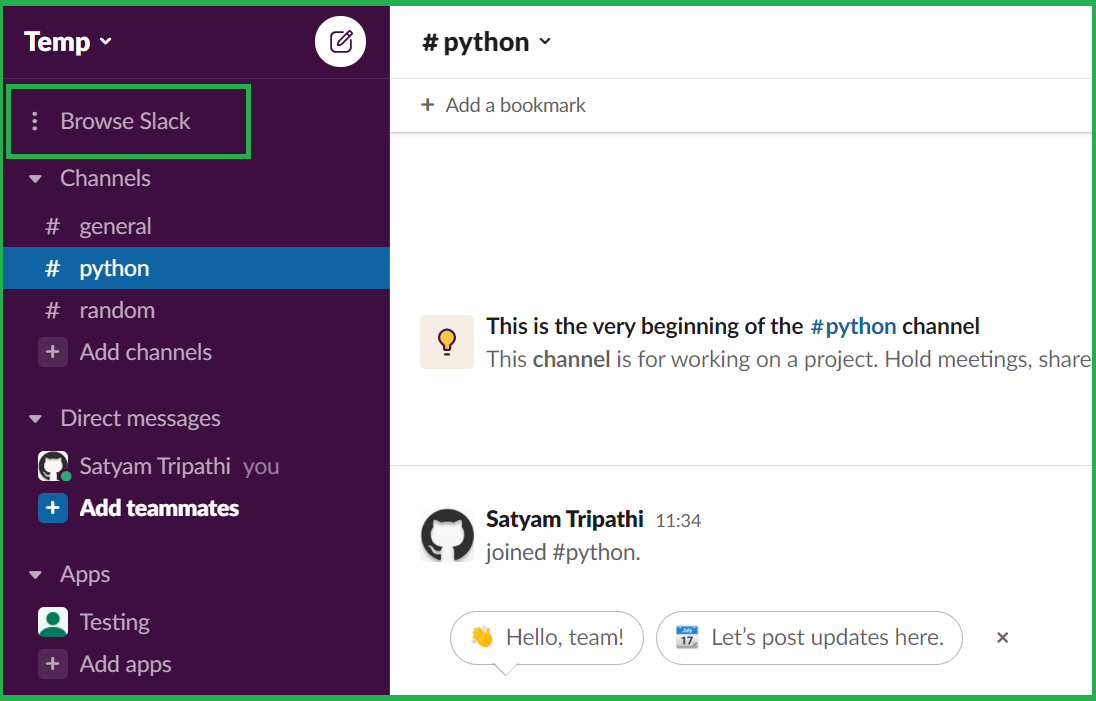 Temp
Browse Slack
Channels
# general
# python
# random
+ Add channels
Direct messages
Satyam Tripathi you
+ Add teammates
Apps
Testing
+ Add apps
# python
+ Add a bookmark
This is the very beginning of the #python channel
This channel is for working on a project. Hold meetings, share
Satyam Tripathi 11:34
joined #python.
👋 Hello, team!
July 17 Let’s post updates here. ×